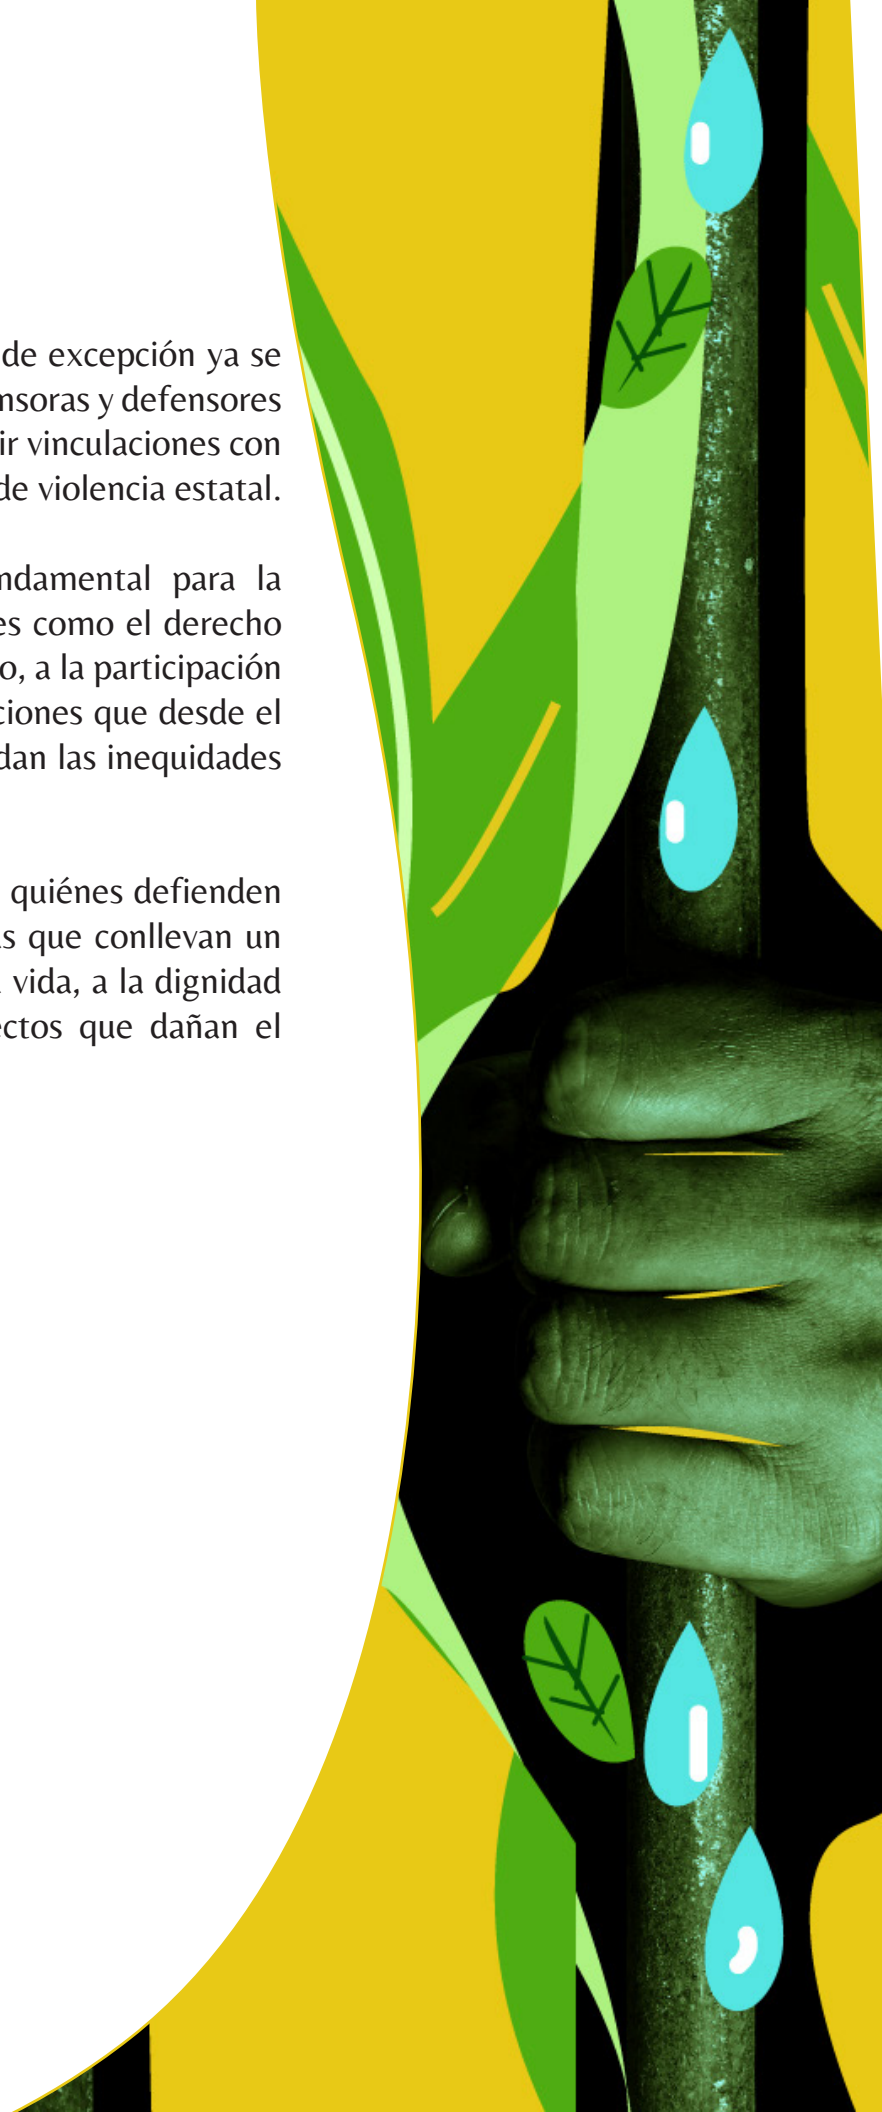 de excepción ya se
nsoras y defensores
ir vinculaciones con
de violencia estatal.
ndamental para la
es como el derecho
o, a la participación
ciones que desde el
dan las inequidades
quiénes defienden
s que conllevan un
vida, a la dignidad
ectos que dañan el